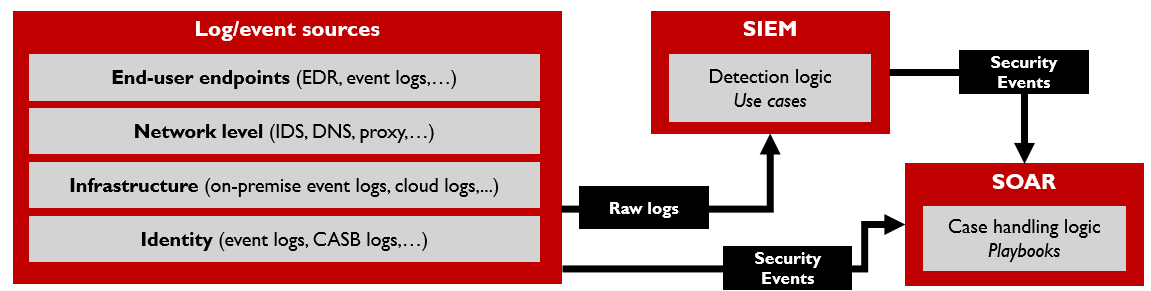 Log/event sources
End-user endpoints (EDR, event logs,…)
Network level (IDS, DNS, proxy,…)
Infrastructure (on-premise event logs, cloud logs,...)
Identity (event logs, CASB logs,…)
Raw logs
Security
Events
SIEM
Detection logic
Use cases
Security
Events
SOAR
Case handling logic
Playbooks